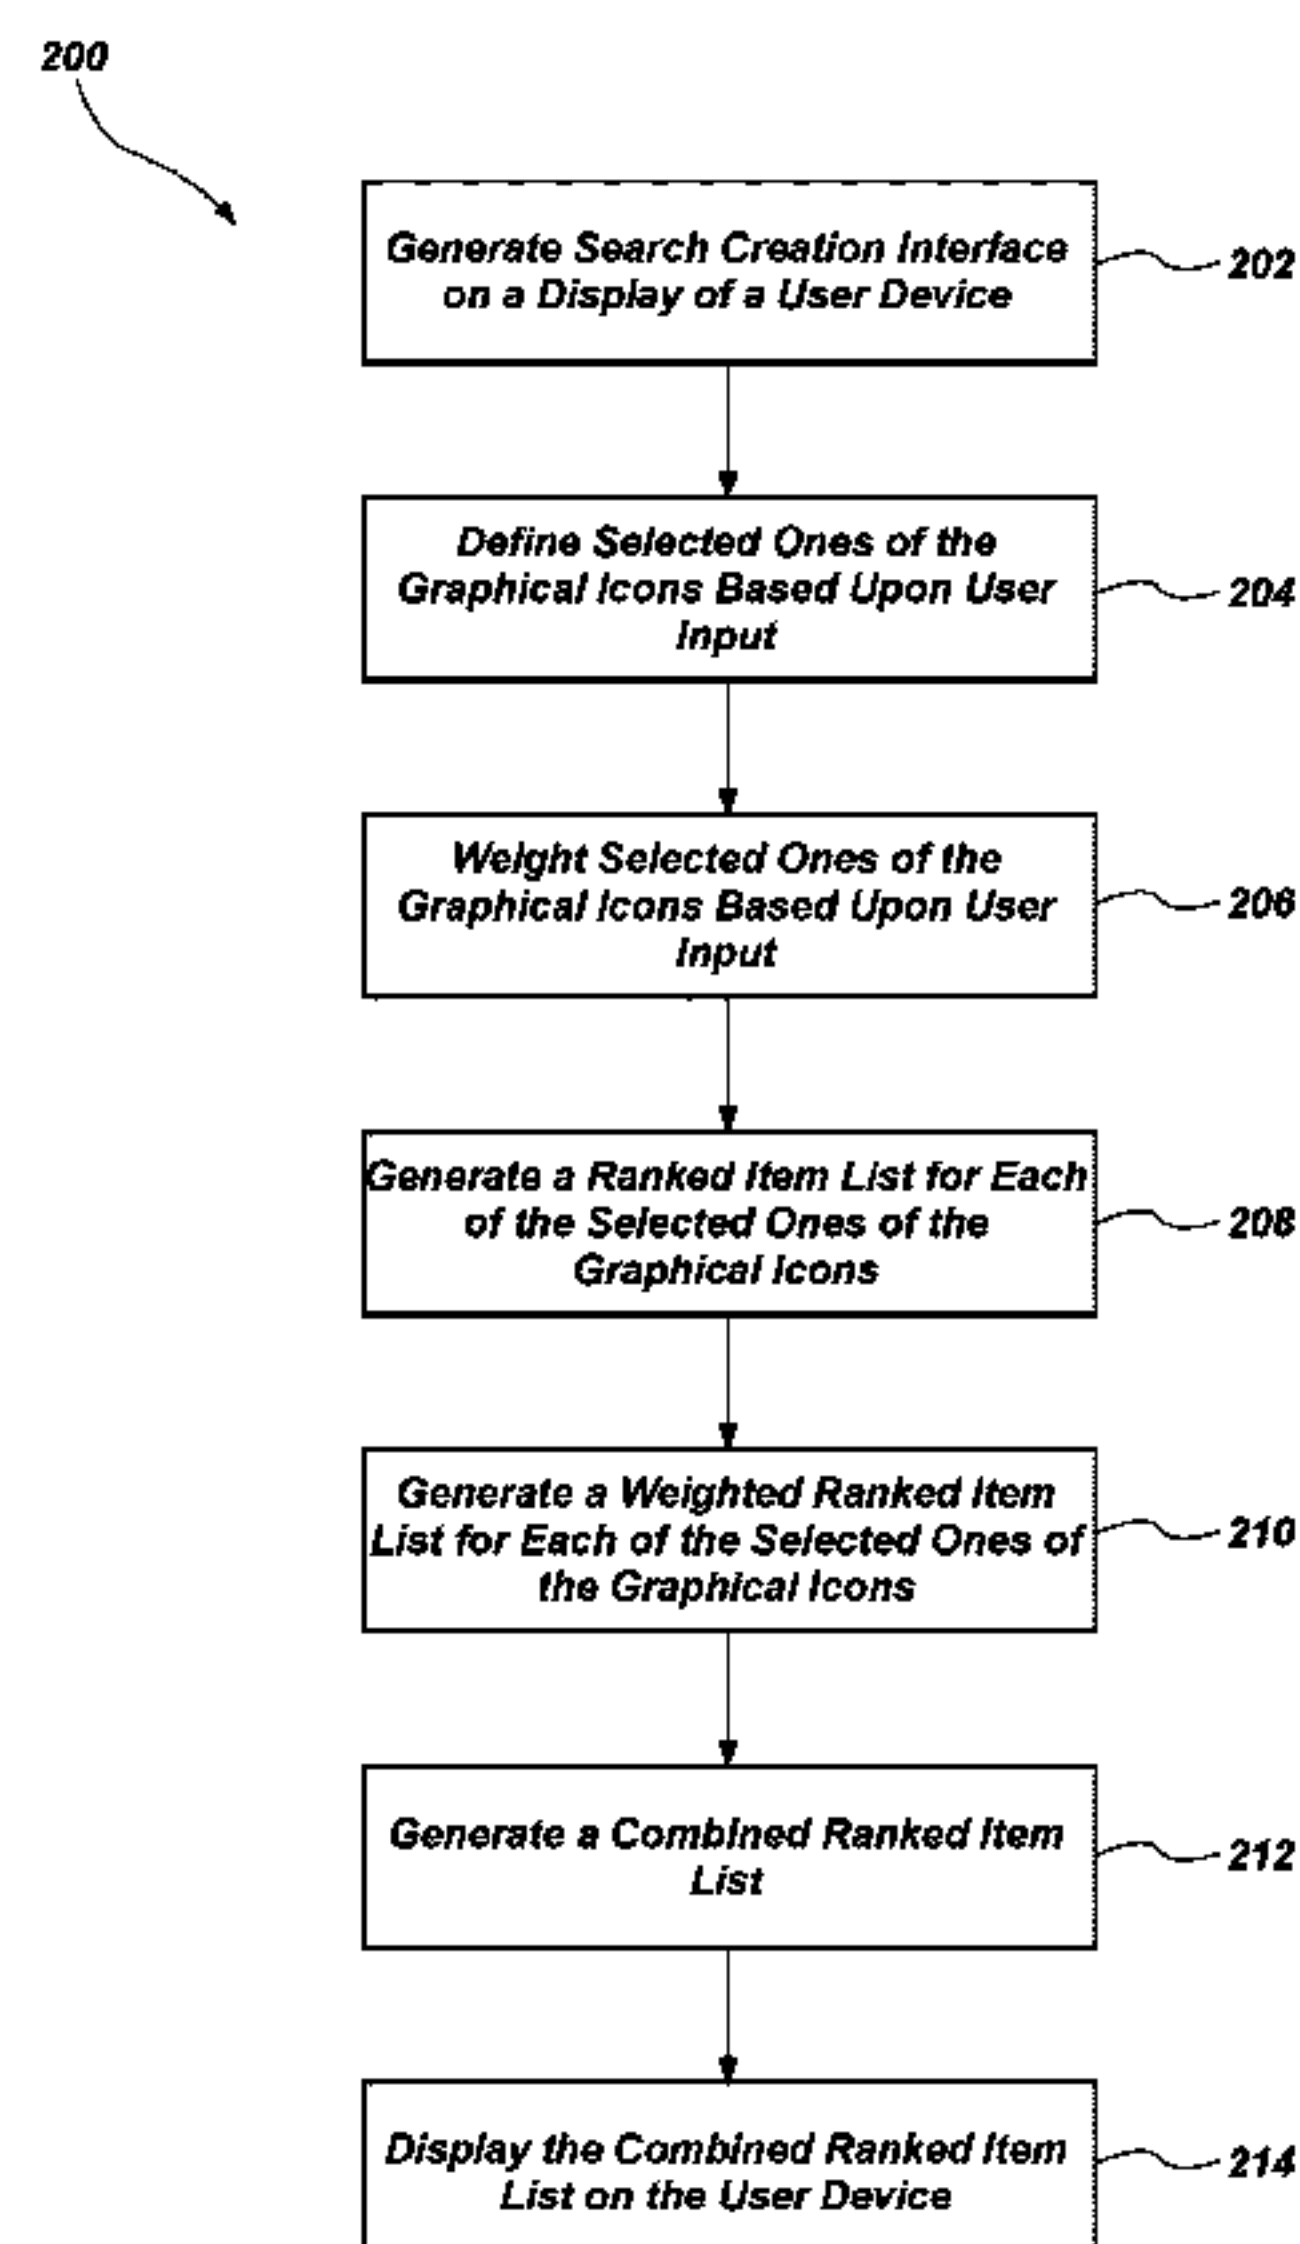 200
Generate Search Creation Interface
on a Display of a User Device
202
Define Selected Ones of the
Graphical Icons Based Upon User
Input
204
Weight Selected Ones of the
Graphical Icons Based Upon User
Input
206
Generate a Ranked Item List for Each
of the Selected Ones of the
Graphical Icons
208
Generate a Weighted Ranked Item
List for Each of the Selected Ones of
the Graphical Icons
210
Generate a Combined Ranked Item
List
212
Display the Combined Ranked Item
List on the User Device
214